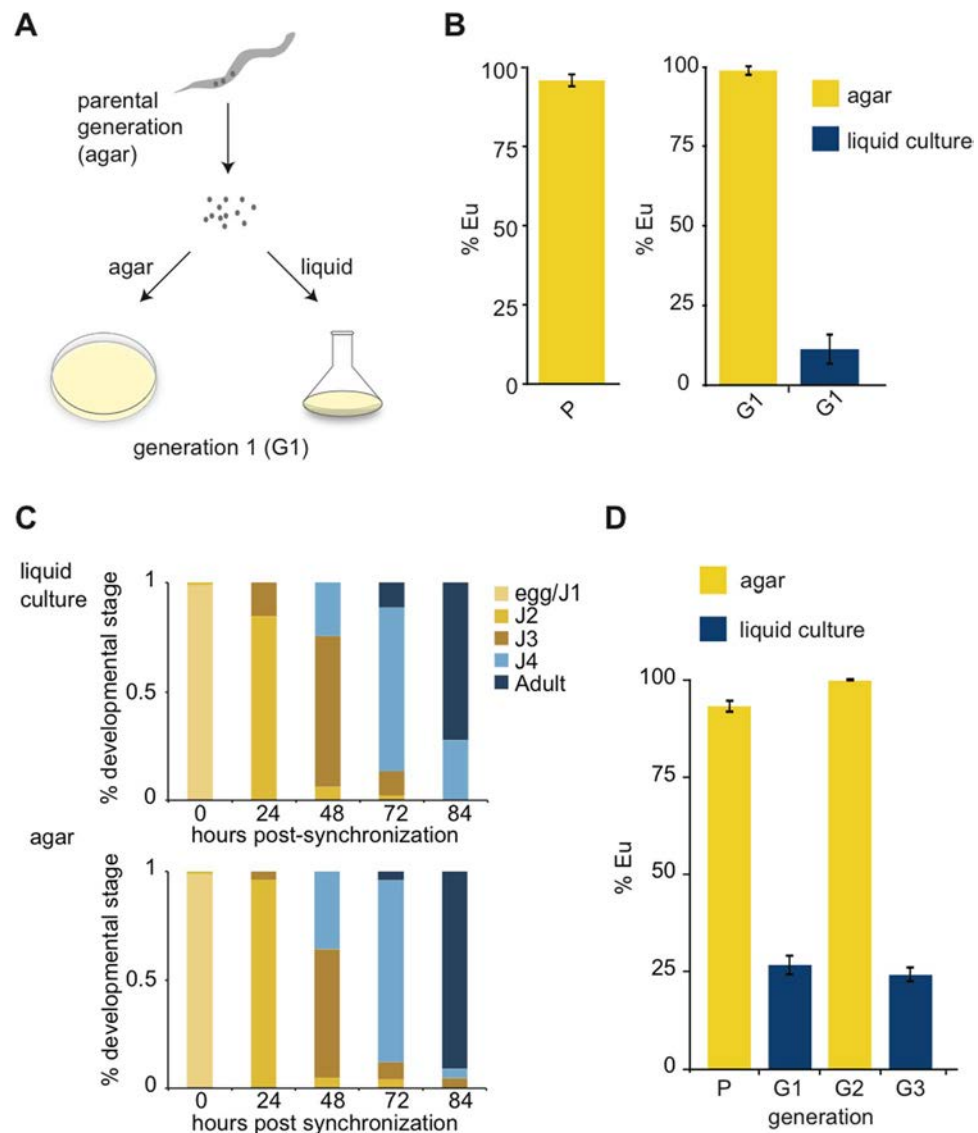 A
parental
generation
(agar)
agar
liquid
generation 1 (G1)
B
100
75
50
25
0
% Eu
P
100
75
50
25
0
% Eu
G1
G1
agar
liquid culture
C
liquid
culture
1
0.5
0
% developmental stage
0 24 48 72 84
hours post-synchronization
egg/J1
J2
J3
J4
Adult
agar
1
0.5
0
% developmental stage
0 24 48 72 84
hours post synchronization
D
agar
liquid culture
100
75
50
25
0
% Eu
P G1 G2 G3
generation